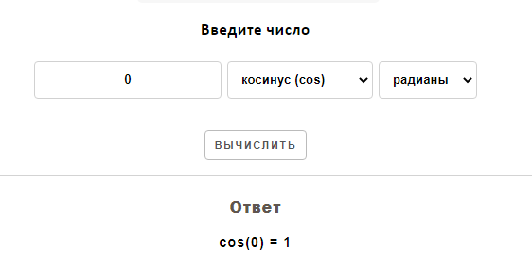 Введите число
0 косинус (cos) радианы
ВЫЧИСЛИТЬ
Ответ
cos(0) = 1